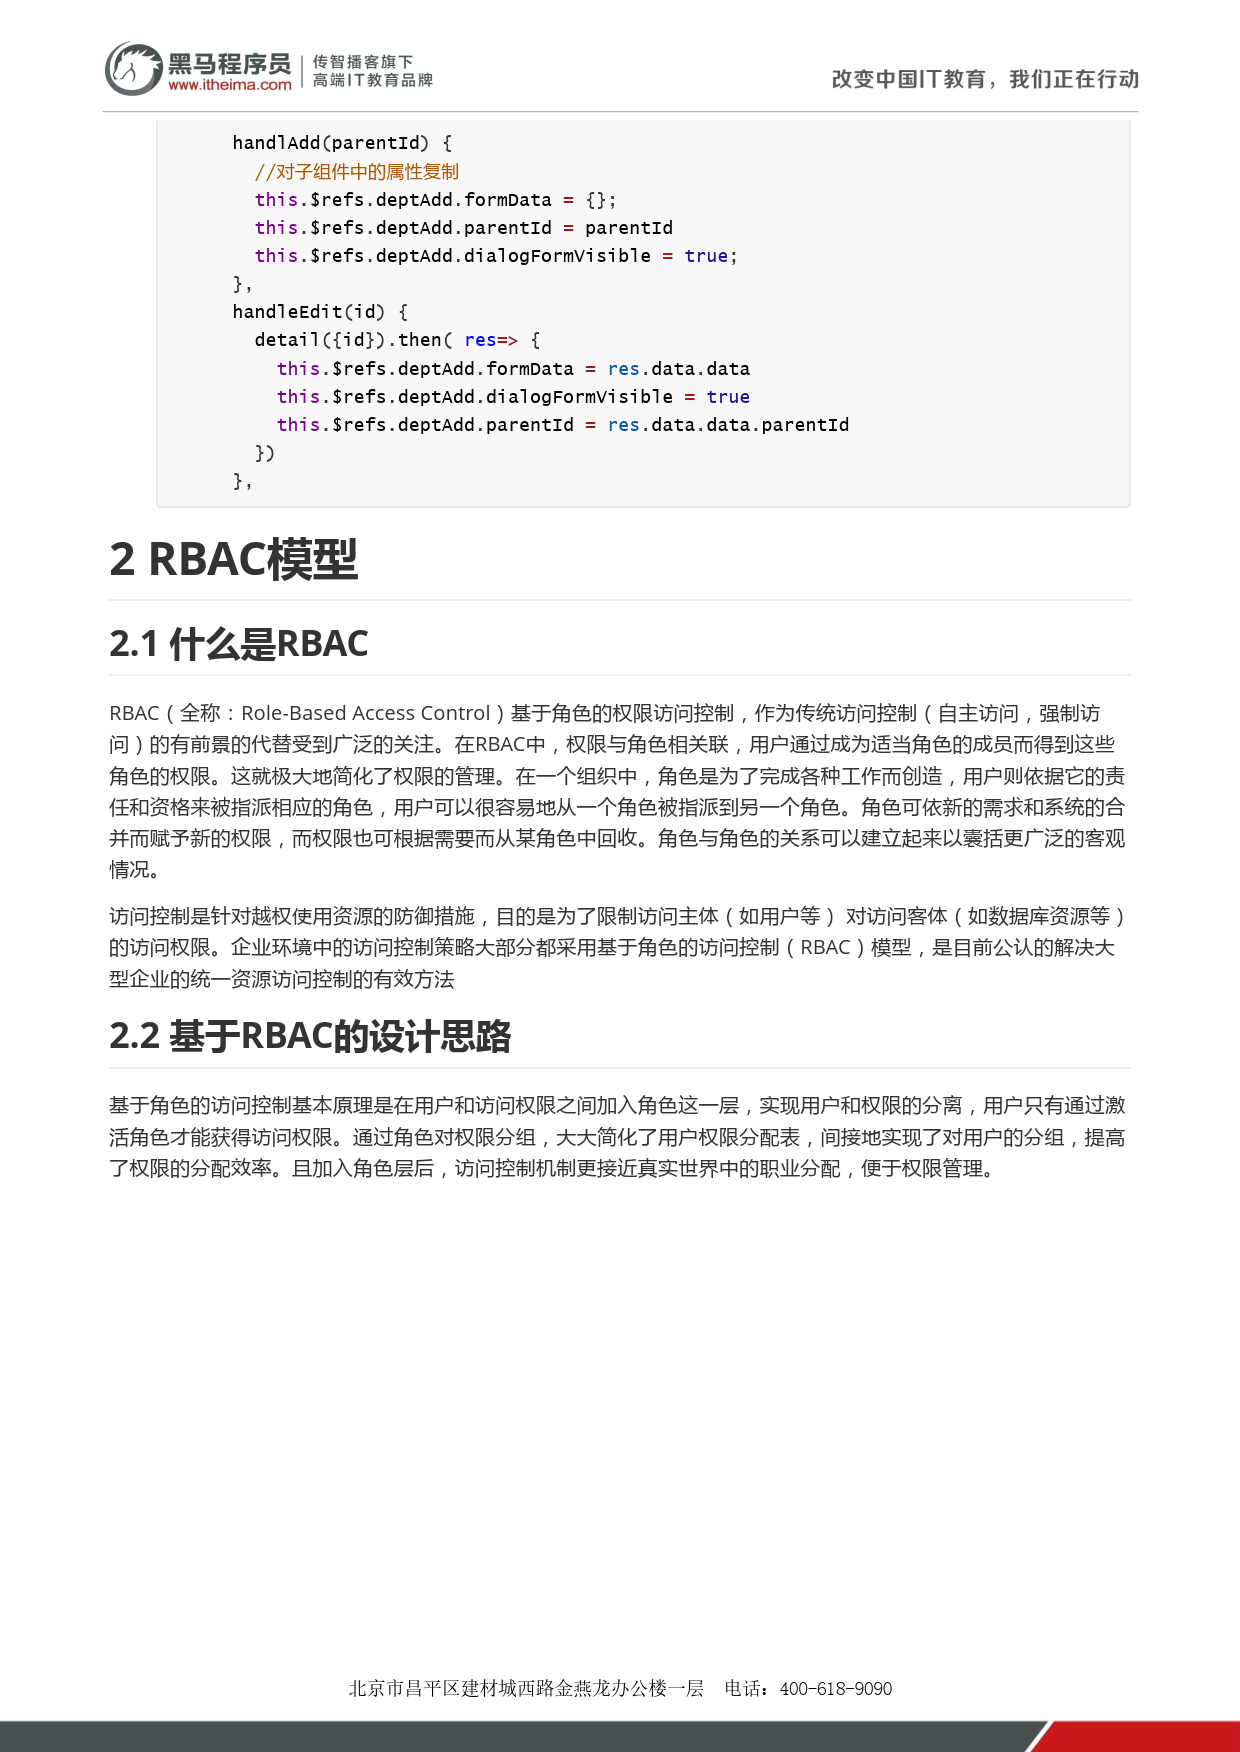 黑马程序员
www.itheima.com
传智播客旗下
高端IT教育品牌
改变中国IT教育，我们正在行动
handlAdd(parentId) {
//对子组件中的属性复制
this.$refs.deptAdd.formData = {};
this.$refs.deptAdd.parentId = parentId
this.$refs.deptAdd.dialogFormVisible = true;
},
handleEdit(id) {
detail({id}).then( res=> {
this.$refs.deptAdd.formData = res.data.data
this.$refs.deptAdd.dialogFormVisible = true
this.$refs.deptAdd.parentId = res.data.data.parentId
})
},
2 RBAC模型
2.1 什么是RBAC
RBAC（全称：Role-Based Access Control）基于角色的权限访问控制，作为传统访问控制（自主访问，强制访
问）的有前景的代替受到广泛的关注。在RBAC中，权限与角色相关联，用户通过成为适当角色的成员而得到这些
角色的权限。这就极大地简化了权限的管理。在一个组织中，角色是为了完成各种工作而创造，用户则依据它的责
任和资格来被指派相应的角色，用户可以很容易地从一个角色被指派到另一个角色。角色可依新的需求和系统的合
并而赋予新的权限，而权限也可根据需要而从某角色中回收。角色与角色的关系可以建立起来以囊括更广泛的客观
情况。
访问控制是针对越权使用资源的防御措施，目的是为了限制访问主体（如用户等） 对访问客体（如数据库资源等）
的访问权限。企业环境中的访问控制策略大部分都采用基于角色的访问控制（RBAC）模型，是目前公认的解决大
型企业的统一资源访问控制的有效方法
2.2 基于RBAC的设计思路
基于角色的访问控制基本原理是在用户和访问权限之间加入角色这一层，实现用户和权限的分离，用户只有通过激
活角色才能获得访问权限。通过角色对权限分组，大大简化了用户权限分配表，间接地实现了对用户的分组，提高
了权限的分配效率。且加入角色层后，访问控制机制更接近真实世界中的职业分配，便于权限管理。
北京市昌平区建材城西路金燕龙办公楼一层 电话：400-618-9090